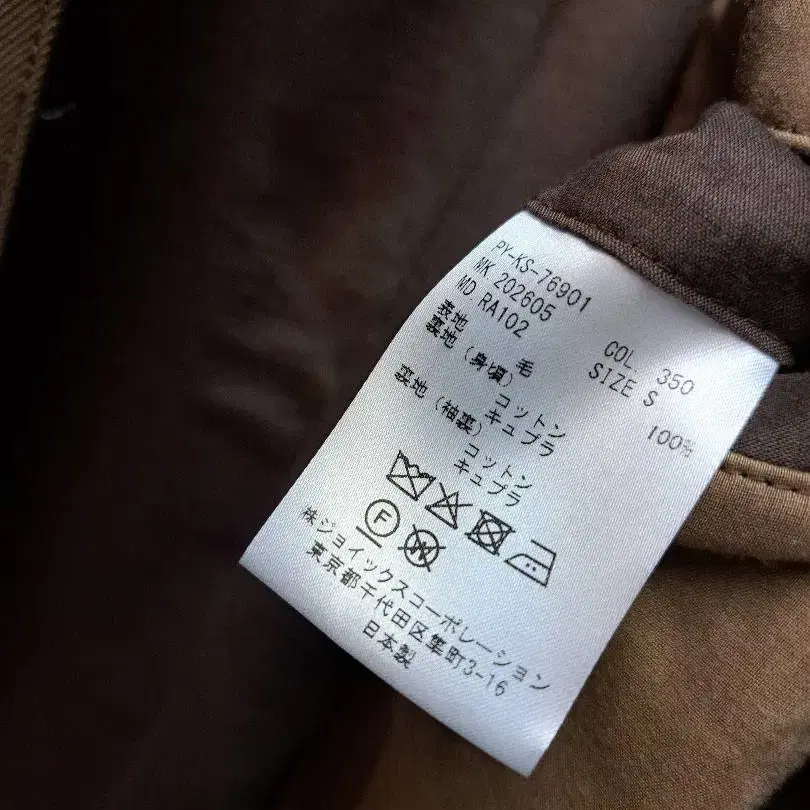 PY-KS-76901
MK 202605 COL. 350
MD RA102 SIZE S
表地 毛 100%
裏地 (身頃) コットン
キュプラ
裏地 (袖裏) コットン
キュプラ
F
W
株ジョイックスコーポレーション
東京都千代田区隼町3-16
日本製